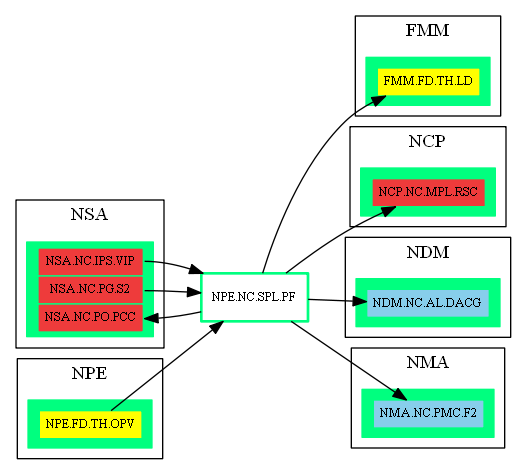 FMM
FMM.FD.TH.LD
NCP
NCP.NC.MPL.RSC
NSA
NSA.NC.IPS.VIP
NSA.NC.PG.S2
NSA.NC.PO.PCC
NPE.NC.SPL.PF
NDM
NDM.NC.AL.DACG
NPE
NPE.FD.TH.OPV
NMA
NMA.NC.PMC.F2